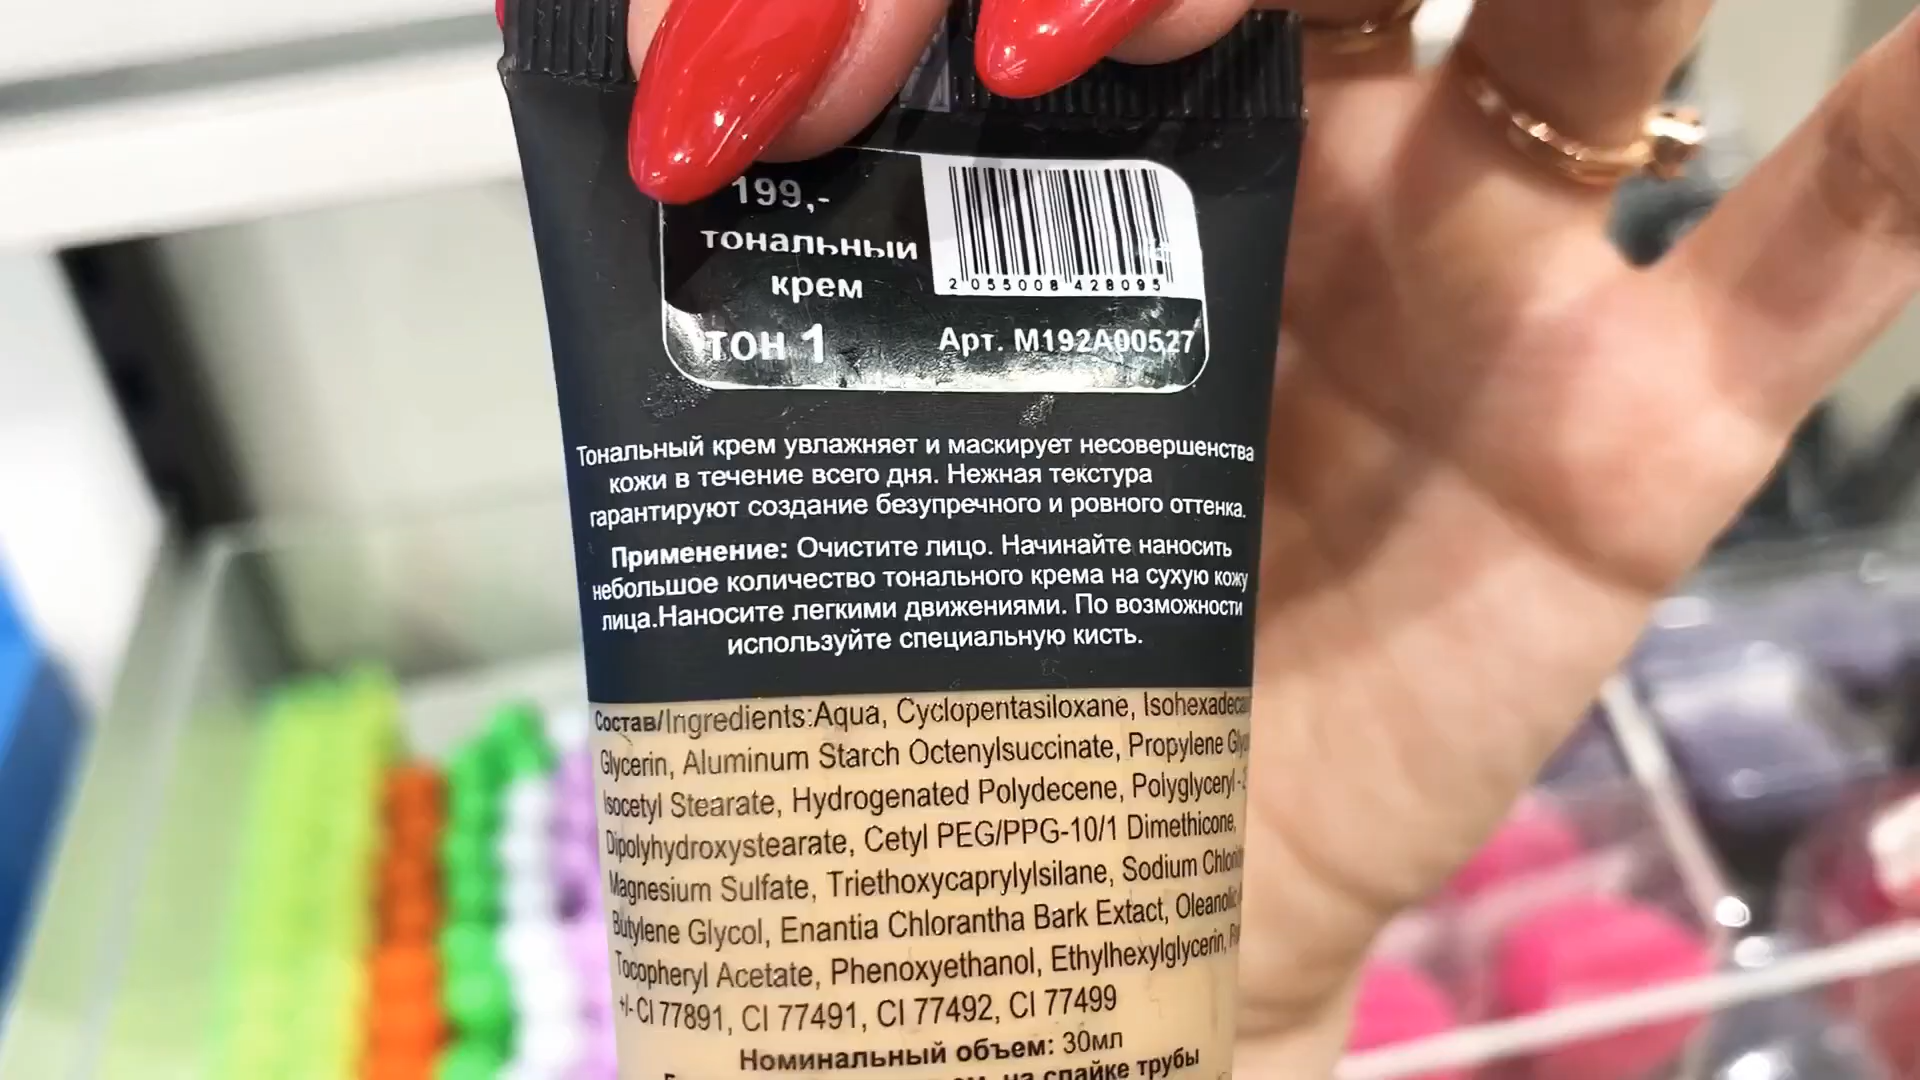 199,-
тональный
крем
тон 1
2 055008 428095
Арт. M192A00527
Тональный крем увлажняет и маскирует несовершенства
кожи в течение всего дня. Нежная текстура
гарантируют создание безупречного и ровного оттенка.
Применение: Очистите лицо. Начинайте наносить
небольшое количество тонального крема на сухую кожу
лица.Наносите легкими движениями. По возможности
используйте специальную кисть.
Состав/Ingredients:Aqua, Cyclopentasiloxane,
Glycerin, Aluminum Starch Octenylsuccinate, Propylene
Isocetyl Stearate, Hydrogenated Polydecene, Polyglyceryl-
Dipolyhydroxystearate, Cetyl PEG/PPG-10/1 Dimethicone,
Magnesium Sulfate, Triethoxycaprylylsilane, Sodium
Butylene Glycol, Enantia Chlorantha Bark Extact,
Tocopheryl Acetate, Phenoxyethanol, Ethylhexylglycerin,
+/- CI 77891, CI 77491, CI 77492, CI 77499
Номинальный объем: 30мл
на спайке трубы